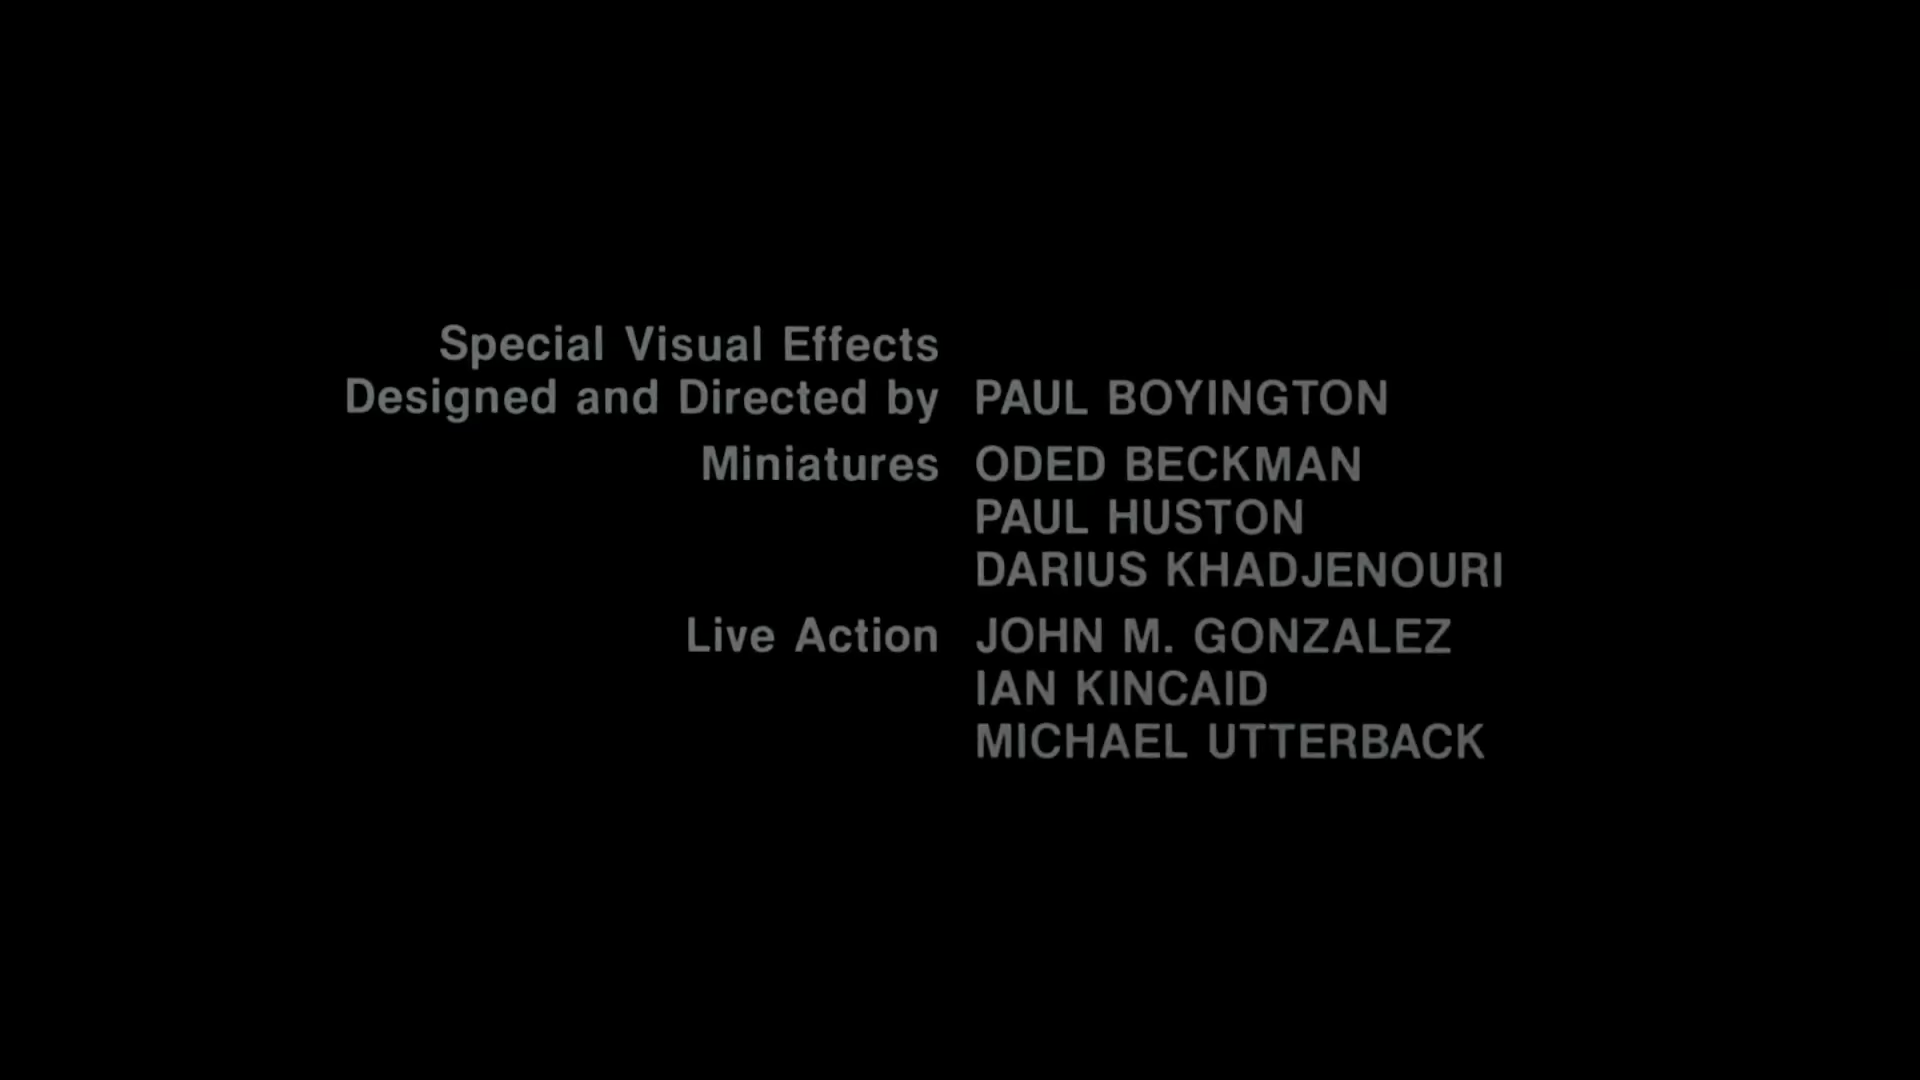 Special Visual Effects
Designed and Directed by PAUL BOYINGTON
Miniatures ODED BECKMAN
PAUL HUSTON
DARIUS KHADJENOURI
Live Action JOHN M. GONZALEZ
IAN KINCAID
MICHAEL UTTERBACK